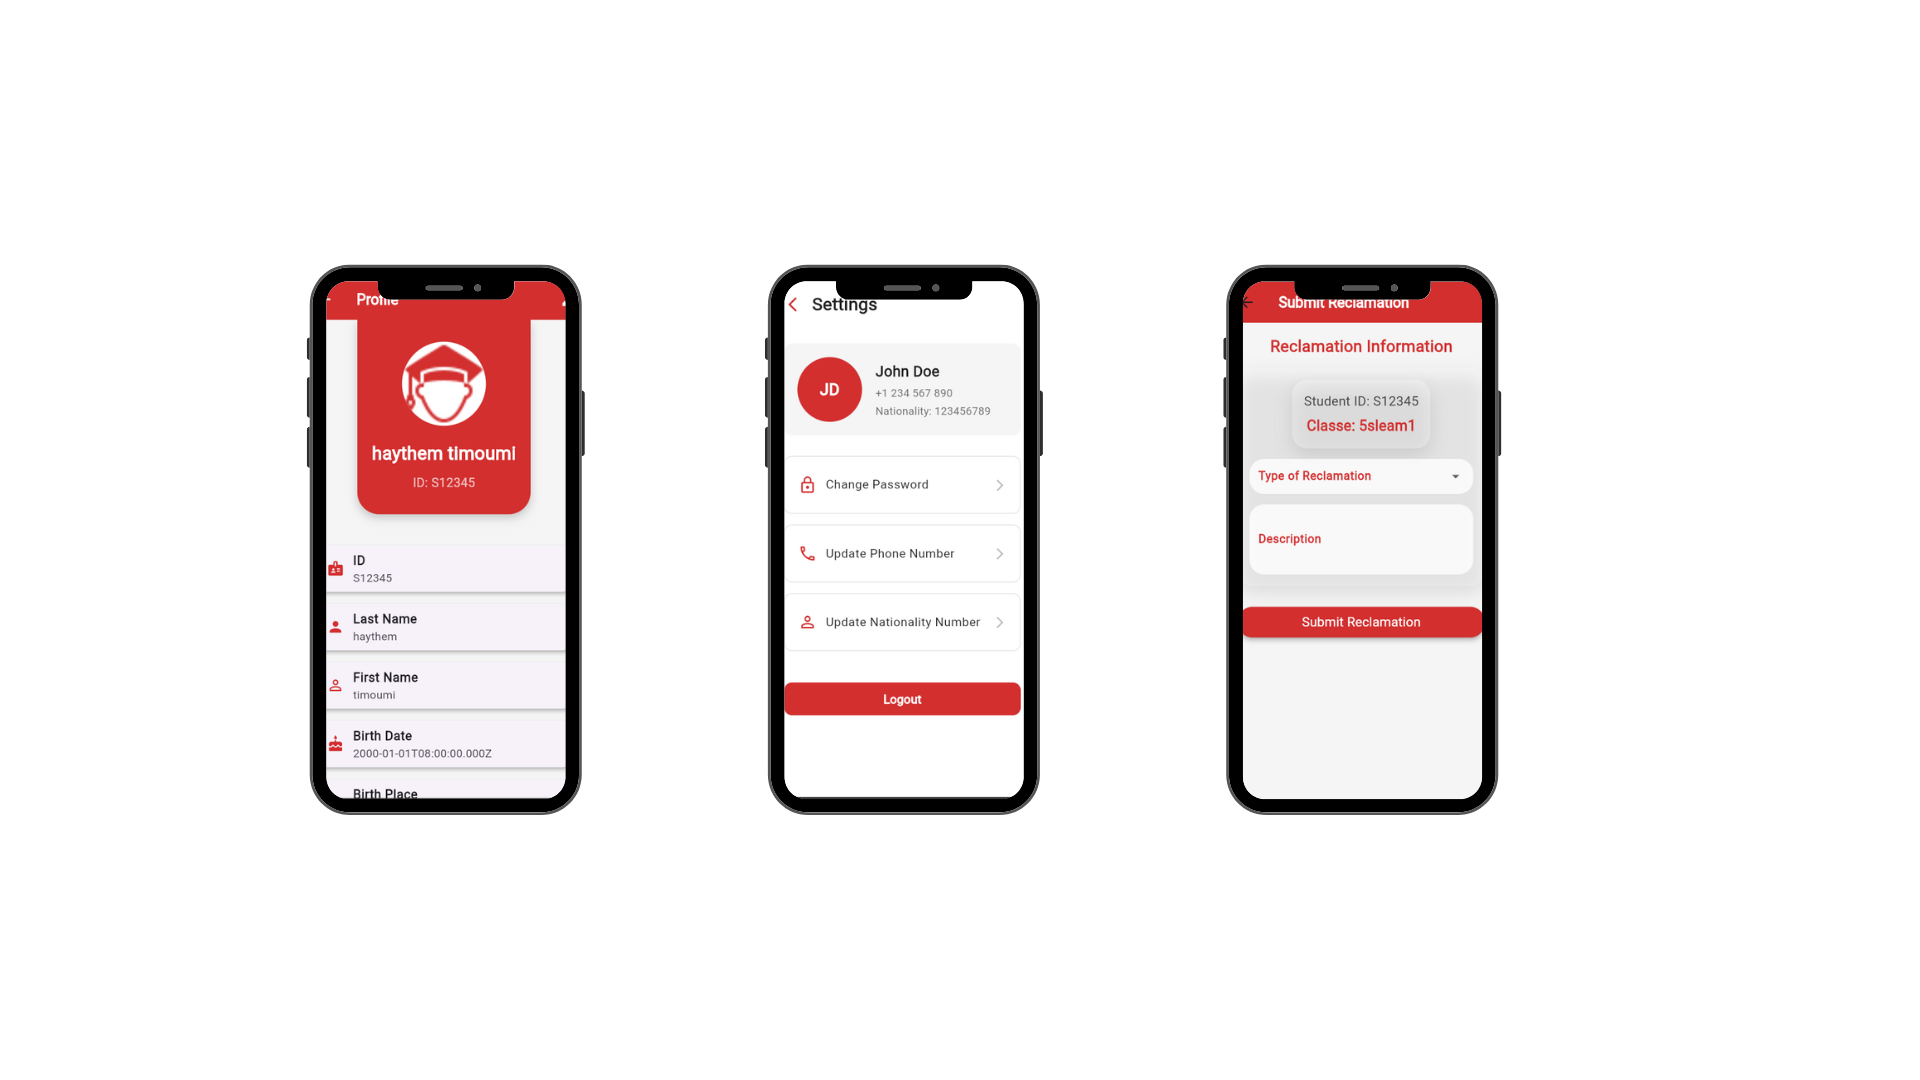 Profile
haythem timoumi
ID: S12345
ID
S12345
Last Name
haythem
First Name
timoumi
Birth Date
2000-01-01T08:00:00.000Z
Birth Place
Settings
JD
John Doe
+1 234 567 890
Nationality: 123456789
Change Password
Update Phone Number
Update Nationality Number
Logout
Submit Reclamation
Reclamation Information
Student ID: S12345
Classe: 5sleam1
Type of Reclamation
Description
Submit Reclamation